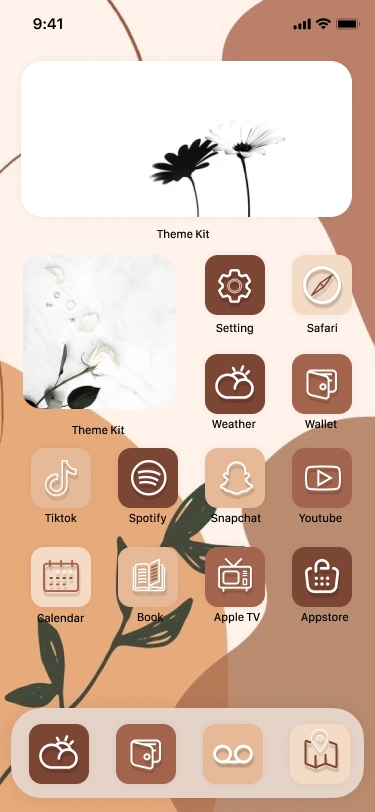 9:41
Theme Kit
Setting
Safari
Theme Kit
Weather
Wallet
Tiktok
Spotify
Snapchat
Youtube
Calendar
Book
Apple TV
Appstore